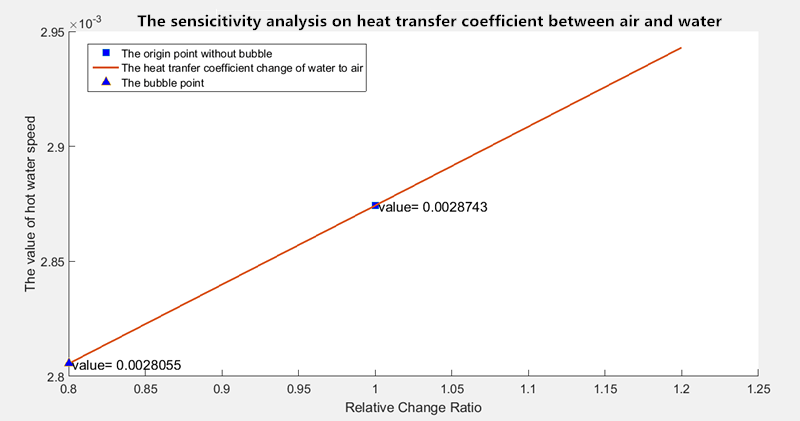 The sensicitivity analysis on heat transfer coefficient between air and water
×10⁻³
2.95
The origin point without bubble
The heat tranfer coefficient change of water to air
The bubble point
2.9
The value of hot water speed
value= 0.0028743
2.85
value= 0.0028055
2.8
0.8 0.85 0.9 0.95 1 1.05 1.1 1.15 1.2 1.25
Relative Change Ratio